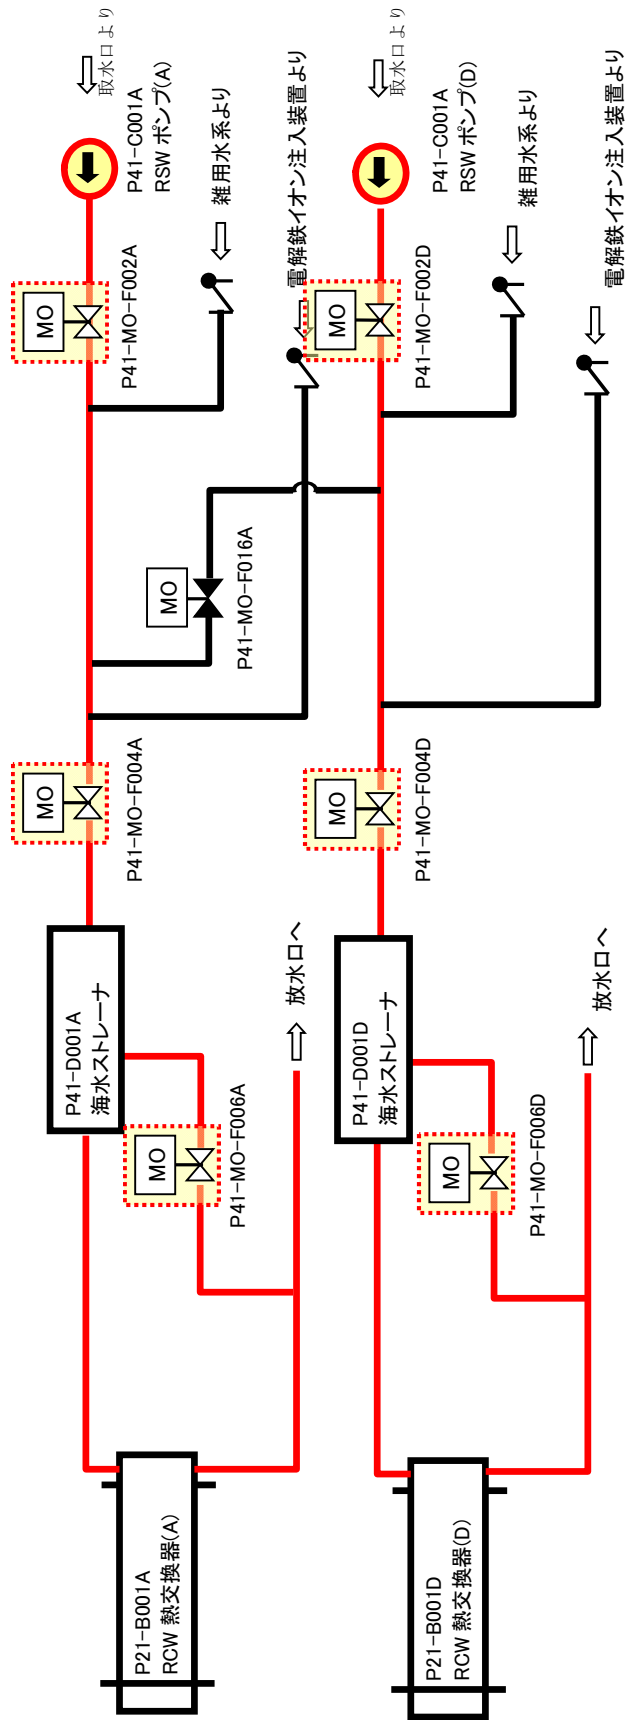 取水口より
P41-C001A
RSW ポンプ(A)
MO
P41-MO-F002A
雑用水系より
電解鉄イオン注入装置より
MO
P41-MO-F016A
MO
P41-MO-F004A
P41-D001A
海水ストレーナ
MO
P41-MO-F006A
放水口へ
P21-B001A
RCW 熱交換器(A)
取水口より
P41-C001A
RSW ポンプ(D)
MO
P41-MO-F002D
雑用水系より
電解鉄イオン注入装置より
MO
P41-MO-F004D
P41-D001D
海水ストレーナ
MO
P41-MO-F006D
放水口へ
P21-B001D
RCW 熱交換器(D)